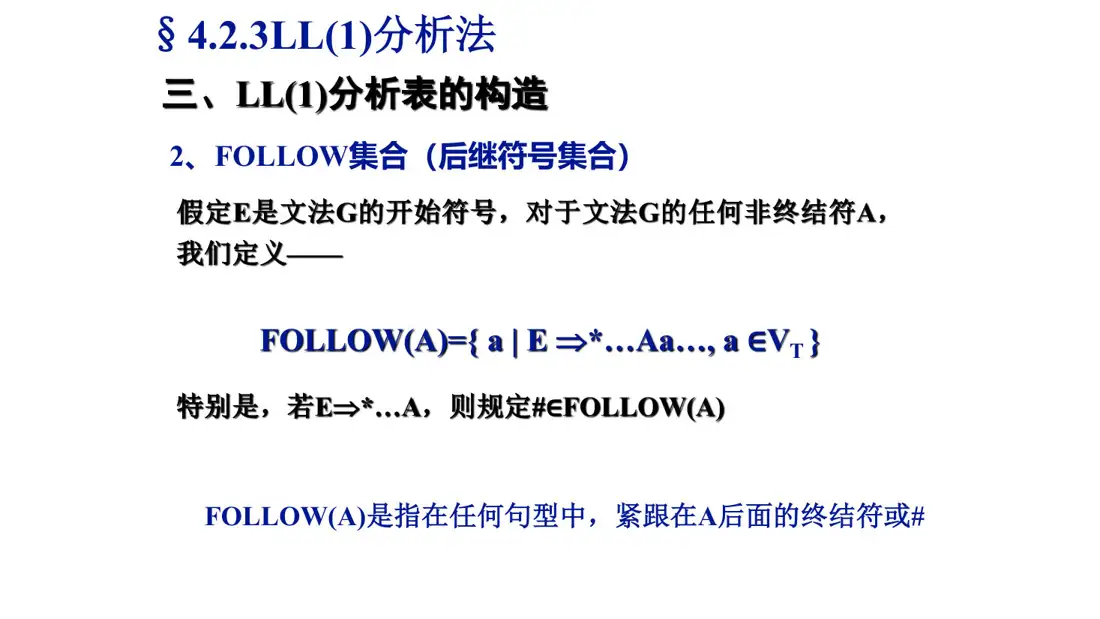 §4.2.3LL(1)分析法
三、LL(1)分析表的构造
2、FOLLOW集合（后继符号集合）
假定E是文法G的开始符号，对于文法G的任何非终结符A，
我们定义——
FOLLOW(A)={ a | E ⇒*…Aa…, a ∈V_T }
特别是，若E⇒*…A，则规定#∈FOLLOW(A)
FOLLOW(A)是指在任何句型中，紧跟在A后面的终结符或#